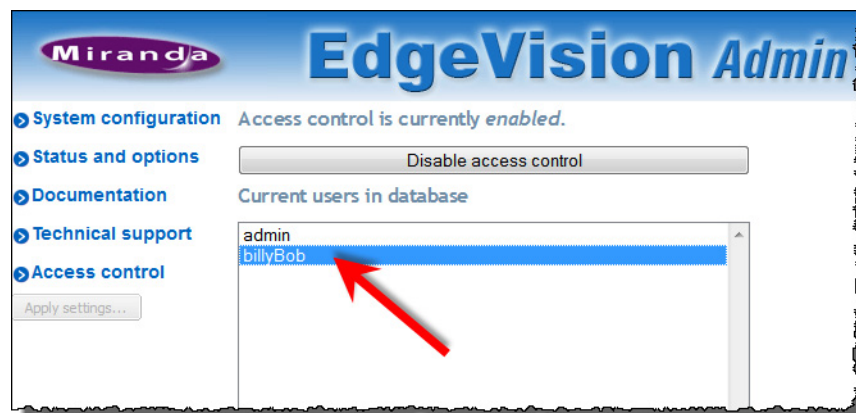 Miranda
EdgeVision Admin
System configuration
Status and options
Documentation
Technical support
Access control
Apply settings...
Access control is currently enabled.
Disable access control
Current users in database
admin
billyBob